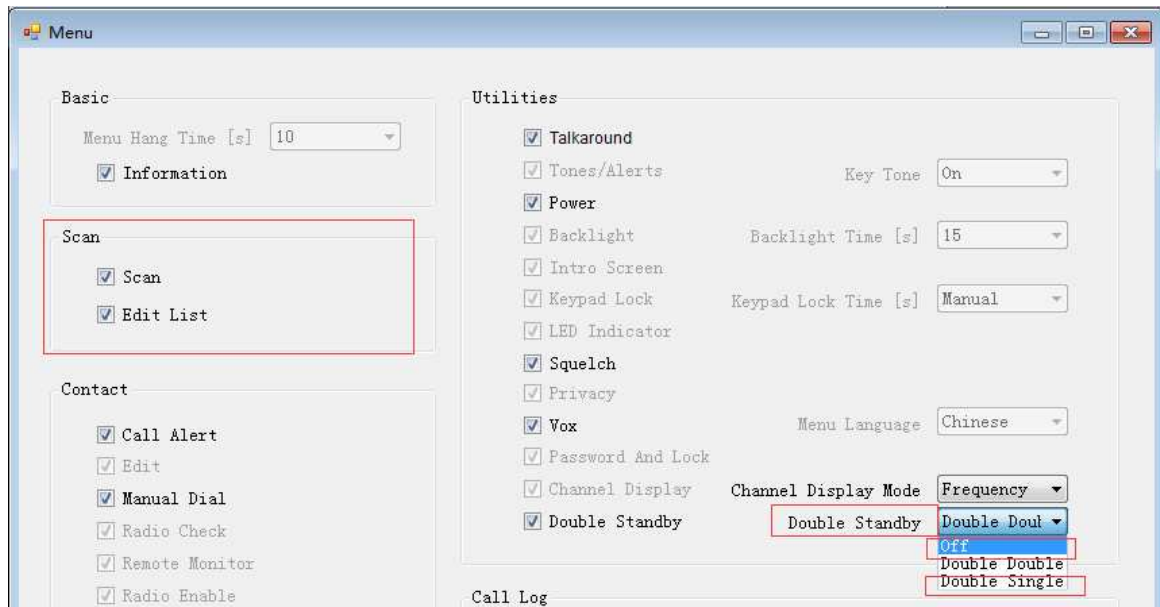 Menu
Basic
Menu Hang Time [s] 10
Information
Scan
Scan
Edit List
Contact
Call Alert
Edit
Manual Dial
Radio Check
Remote Monitor
Radio Enable
Utilities
Talkaround
Tones/Alerts Key Tone On
Power
Backlight Backlight Time [s] 15
Intro Screen
Keypad Lock Keypad Lock Time [s] Manual
LED Indicator
Squelch
Privacy
Vox Menu Language Chinese
Password And Lock
Channel Display Channel Display Mode Frequency
Double Standby Double Standby Double Doub
Off
Double Double
Double Single
Call Log